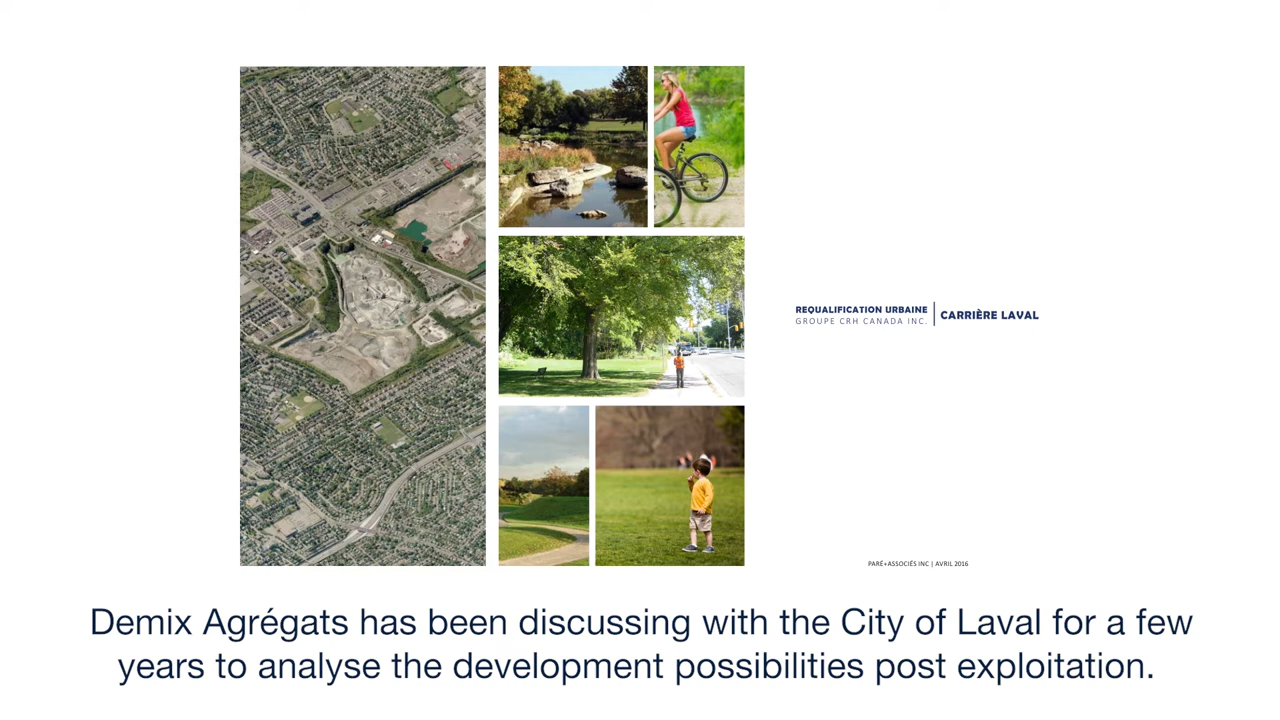 REQUALIFICATION URBAINE
GROUPE CRH CANADA INC.
CARRIÈRE LAVAL
PARÉ+ASSOCIÉS INC | AVRIL 2016
Demix Agrégats has been discussing with the City of Laval for a few
years to analyse the development possibilities post exploitation.